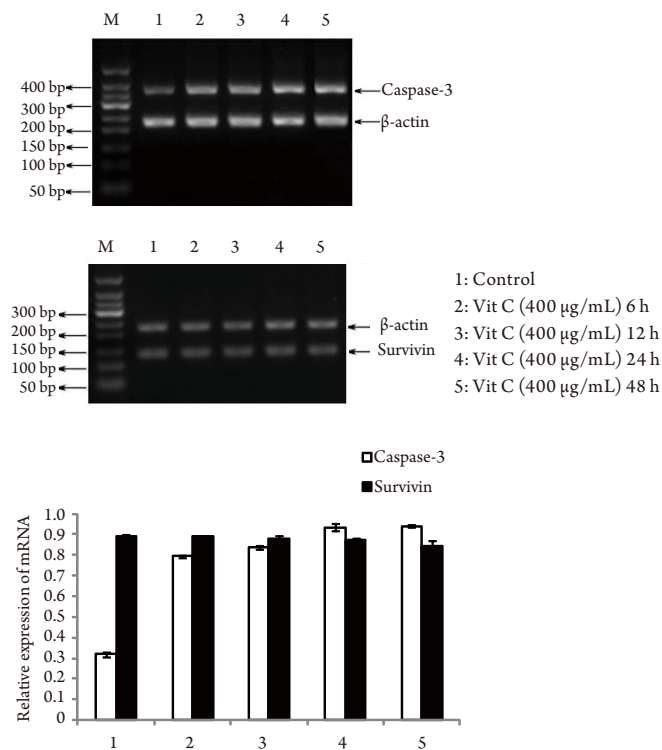 M 1 2 3 4 5
400 bp
300 bp
200 bp
150 bp
100 bp
50 bp
Caspase-3
β-actin
M 1 2 3 4 5
300 bp
200 bp
150 bp
100 bp
50 bp
β-actin
Survivin
1: Control
2: Vit C (400 μg/mL) 6 h
3: Vit C (400 μg/mL) 12 h
4: Vit C (400 μg/mL) 24 h
5: Vit C (400 μg/mL) 48 h
Caspase-3
Survivin
Relative expression of mRNA
1.0
0.9
0.8
0.7
0.6
0.5
0.4
0.3
0.2
0.1
0
1 2 3 4 5